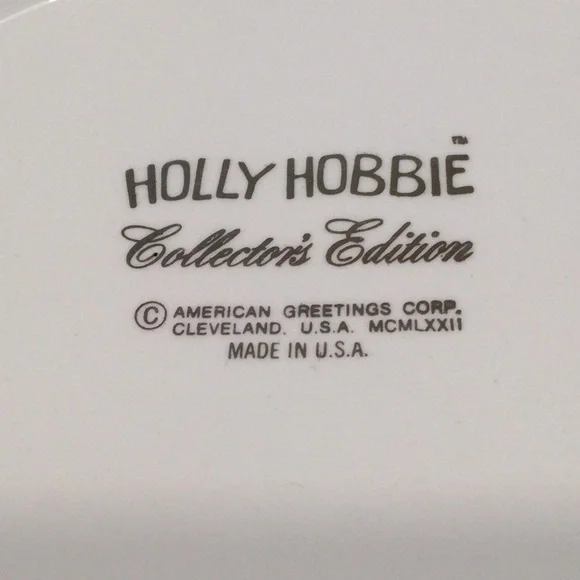 HOLLY HOBBIE™
Collector's Edition
© AMERICAN GREETINGS CORP.
CLEVELAND. U.S.A. MCMLXXII
MADE IN U.S.A.